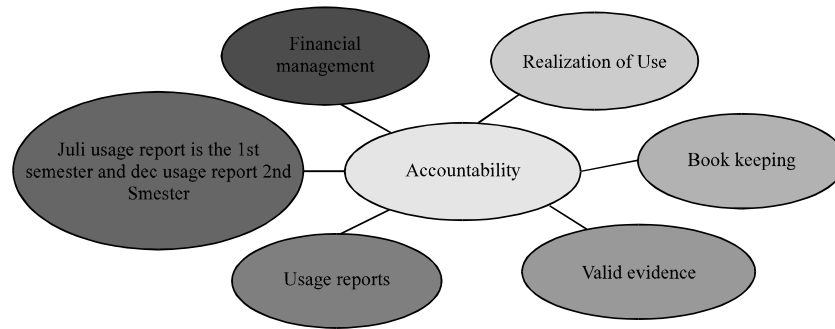 Financial
management
Realization of Use
Juli usage report is the 1st
semester and dec usage report 2nd
Smester
Accountability
Book keeping
Usage reports
Valid evidence